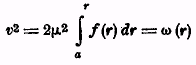 v² = 2μ² ∫ₐʳ f(r) dr = ω(r)